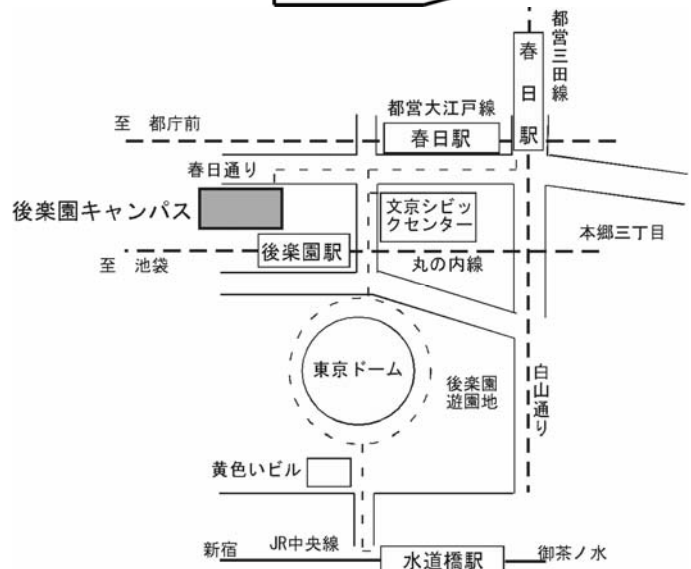 都営三田線
春日駅
都営大江戸線
至 都庁前
春日駅
春日通り
後楽園キャンパス
文京シビッ
クセンター
本郷三丁目
後楽園駅
至 池袋
丸の内線
東京ドーム
後楽園
遊園地
白山通り
黄色いビル
新宿
JR中央線
水道橋駅
御茶ノ水